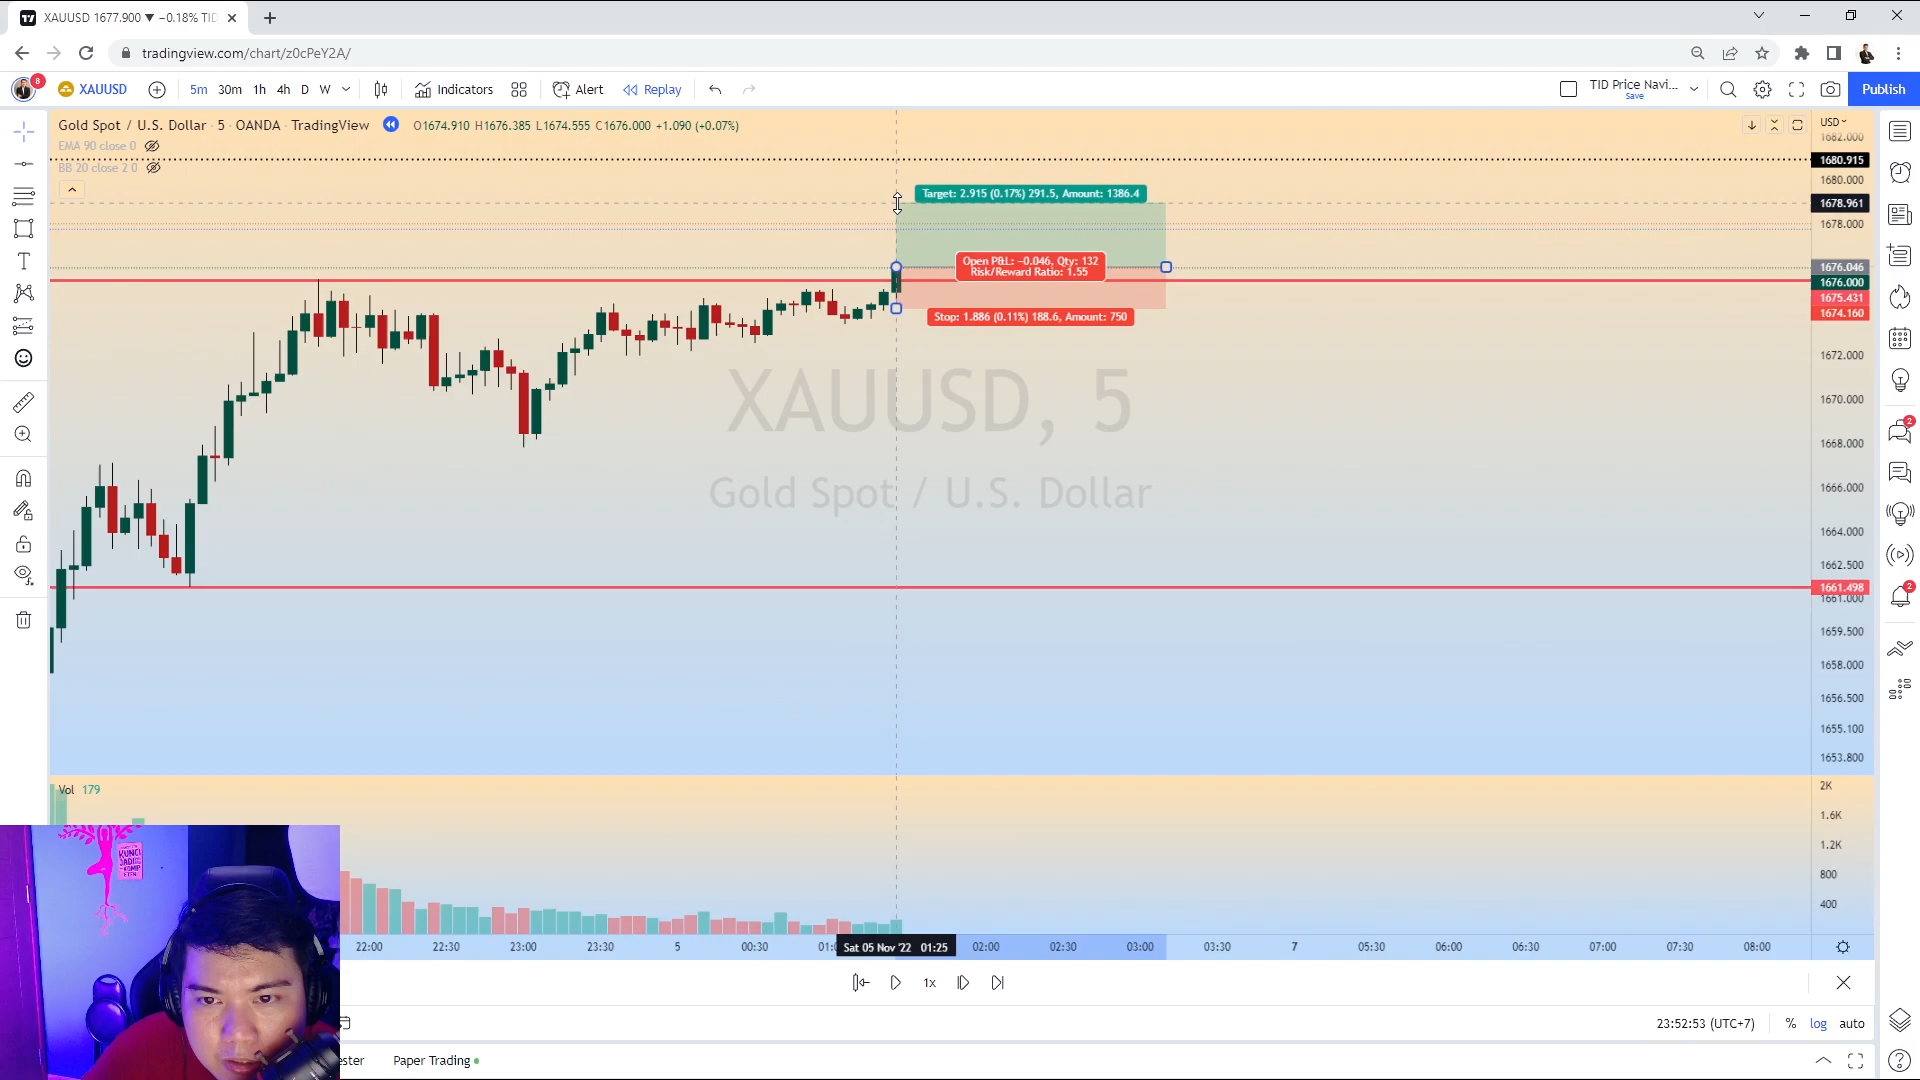 XAUUSD 1677.900 ▼ −0.18% TID
tradingview.com/chart/z0cPeY2A/
8
XAUUSD
5m 30m 1h 4h D W
Indicators
Alert
Replay
TID Price Navi...
Save
Publish
Gold Spot / U.S. Dollar · 5 · OANDA · TradingView
O1674.910 H1676.385 L1674.555 C1676.000 +1.090 (+0.07%)
EMA 90 close 0
BB 20 close 2 0
USD
1682.000
1680.915
1680.000
1678.961
1678.000
1676.046
1676.000
1675.431
1674.160
1672.000
1670.000
1668.000
1666.000
1664.000
1662.500
1661.498
1661.000
1659.500
1658.000
1656.500
1655.100
1653.800
Target: 2.915 (0.17%) 291.5, Amount: 1386.4
Open P&L: −0.046, Qty: 132
Risk/Reward Ratio: 1.55
Stop: 1.886 (0.11%) 188.6, Amount: 750
XAUUSD, 5
Gold Spot / U.S. Dollar
2
2
Vol 179
2K
1.6K
1.2K
800
400
KUNCI
JADI
KOMP
ETEN
22:00 22:30 23:00 23:30 5 00:30 Sat 05 Nov '22 01:25 02:00 02:30 03:00 03:30 7 05:30 06:00 06:30 07:00 07:30 08:00
1x
23:52:53 (UTC+7) % log auto
Paper Trading